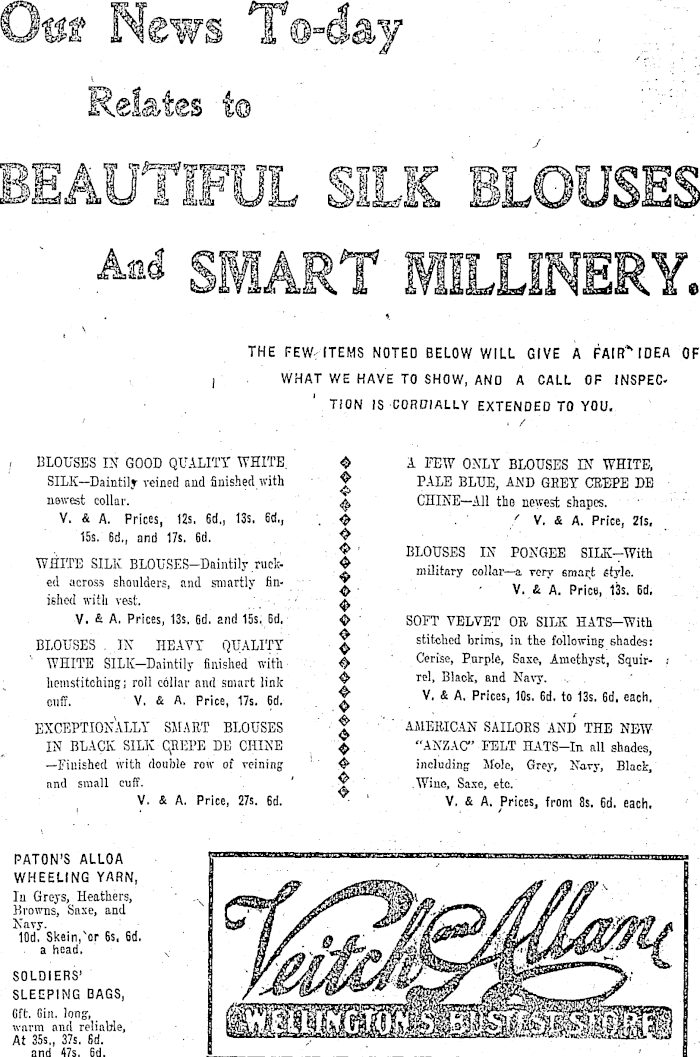 Our News To-day
Relates to
BEAUTIFUL SILK BLOUSES
And SMART MILLINERY.
THE FEW ITEMS NOTED BELOW WILL GIVE A FAIR IDEA OF
WHAT WE HAVE TO SHOW, AND A CALL OF INSPEC-
TION IS CORDIALLY EXTENDED TO YOU.
BLOUSES IN GOOD QUALITY WHITE
SILK—Daintily veined and finished with
newest collar.
V. & A. Prices, 12s. 6d., 13s. 6d.,
15s. 6d., and 17s. 6d.
WHITE SILK BLOUSES—Daintily ruck-
ed across shoulders, and smartly fin-
ished with vest.
V. & A. Prices, 13s. 6d. and 15s. 6d.
BLOUSES IN HEAVY QUALITY
WHITE SILK—Daintily finished with
hemstitching; roll collar and smart link
cuff. V. & A. Price, 17s. 6d.
EXCEPTIONALLY SMART BLOUSES
IN BLACK SILK CREPE DE CHINE
—Finished with double row of veining
and small cuff.
V. & A. Price, 27s. 6d.
A FEW ONLY BLOUSES IN WHITE,
PALE BLUE, AND GREY CREPE DE
CHINE—All the newest shapes.
V. & A. Price, 21s.
BLOUSES IN PONGEE SILK—With
military collar—a very smart style.
V. & A. Price, 13s. 6d.
SOFT VELVET OR SILK HATS—With
stitched brims, in the following shades:
Cerise, Purple, Saxe, Amethyst, Squir-
rel, Black, and Navy.
V. & A. Prices, 10s. 6d. to 13s. 6d. each.
AMERICAN SAILORS AND THE NEW
"ANZAC" FELT HATS—In all shades,
including Mole, Grey, Navy, Black,
Wine, Saxe, etc.
V. & A. Prices, from 8s. 6d. each.
PATON'S ALLOA
WHEELING YARN,
In Greys, Heathers,
Browns, Saxe, and
Navy.
10d. Skein, or 6s. 6d.
a head.
SOLDIERS'
SLEEPING BAGS,
6ft. 6in. long,
warm and reliable,
At 35s., 37s. 6d.
and 47s. 6d.
Veitch and Allan
WELLINGTON'S BUSIEST STORE